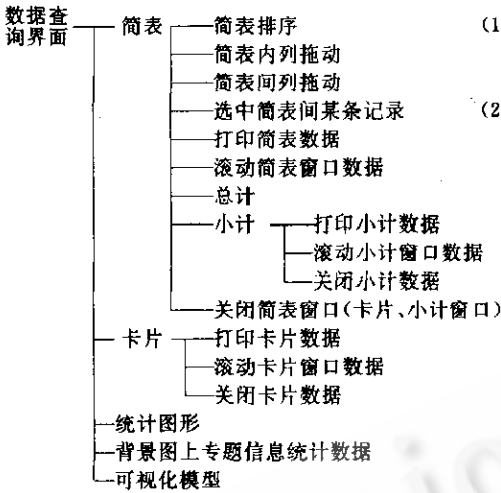 数据查询界面
简表
简表排序 (1
简表内列拖动
简表间列拖动
选中简表间某条记录 (2
打印简表数据
滚动简表窗口数据
总计
小计 打印小计数据
滚动小计窗口数据
关闭小计数据
关闭简表窗口(卡片、小计窗口)
卡片 打印卡片数据
滚动卡片窗口数据
关闭卡片数据
统计图形
背景图上专题信息统计数据
可视化模型